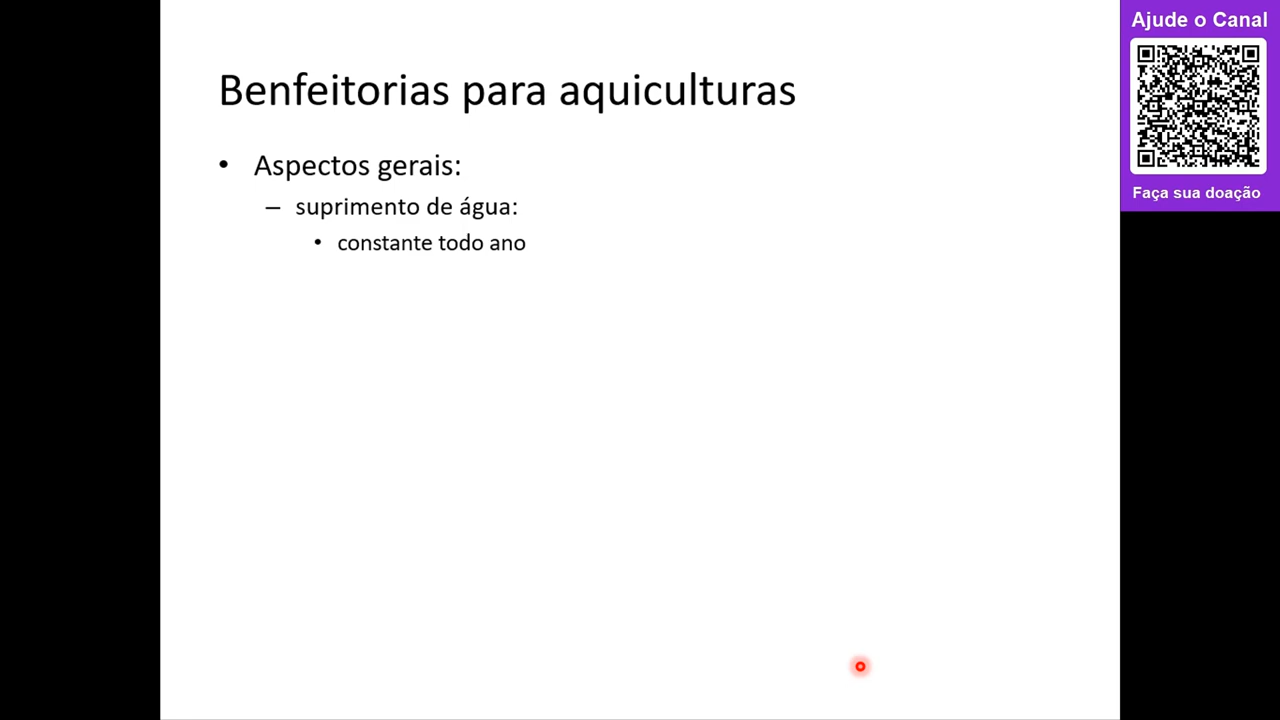 Benfeitorias para aquiculturas
• Aspectos gerais:
– suprimento de água:
• constante todo ano
Ajude o Canal
Faça sua doação